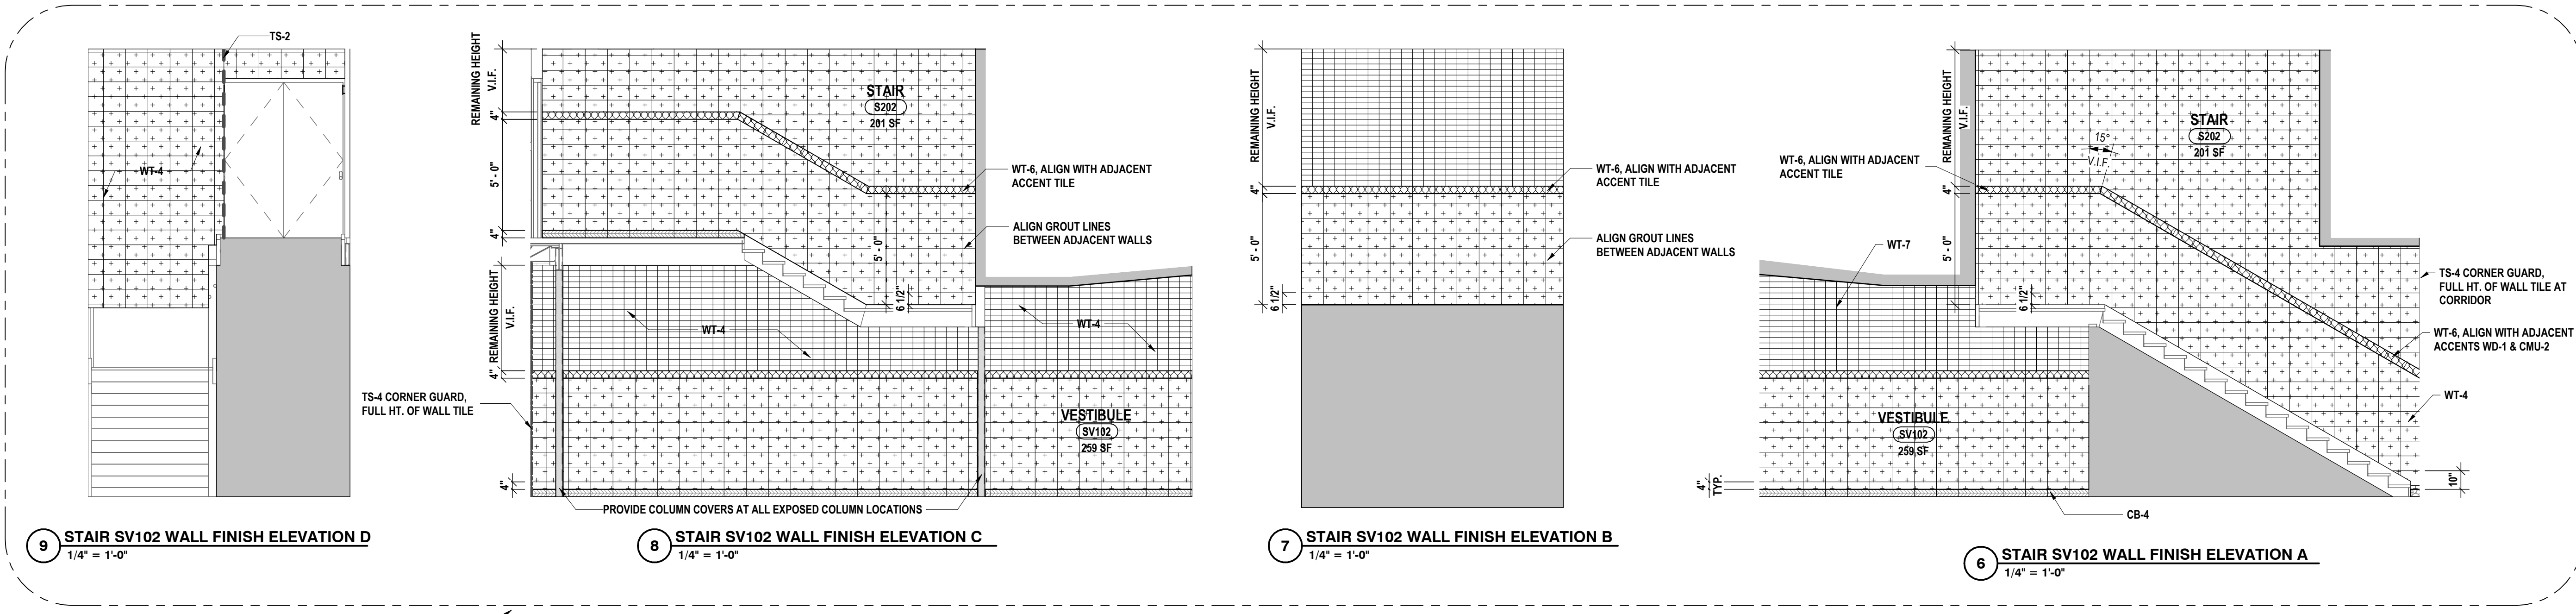 TS-2
WT-4
9
STAIR SV102 WALL FINISH ELEVATION D
1/4" = 1'-0"
REMAINING HEIGHT
V.I.F.
4"
5' - 0"
4"
REMAINING HEIGHT
V.I.F.
4"
4"
STAIR
S202
201 SF
WT-6, ALIGN WITH ADJACENT
ACCENT TILE
ALIGN GROUT LINES
BETWEEN ADJACENT WALLS
5' - 0"
6 1/2"
WT-4
WT-4
TS-4 CORNER GUARD,
FULL HT. OF WALL TILE
VESTIBULE
SV102
259 SF
PROVIDE COLUMN COVERS AT ALL EXPOSED COLUMN LOCATIONS
8
STAIR SV102 WALL FINISH ELEVATION C
1/4" = 1'-0"
REMAINING HEIGHT
V.I.F.
4"
5' - 0"
6 1/2"
WT-6, ALIGN WITH ADJACENT
ACCENT TILE
ALIGN GROUT LINES
BETWEEN ADJACENT WALLS
7
STAIR SV102 WALL FINISH ELEVATION B
1/4" = 1'-0"
REMAINING HEIGHT
V.I.F.
4"
5' - 0"
6 1/2"
STAIR
S202
201 SF
15°
V.I.F.
WT-6, ALIGN WITH ADJACENT
ACCENT TILE
WT-7
TS-4 CORNER GUARD,
FULL HT. OF WALL TILE AT
CORRIDOR
WT-6, ALIGN WITH ADJACENT
ACCENTS WD-1 & CMU-2
WT-4
VESTIBULE
SV102
259 SF
4"
TYP.
10"
CB-4
6
STAIR SV102 WALL FINISH ELEVATION A
1/4" = 1'-0"